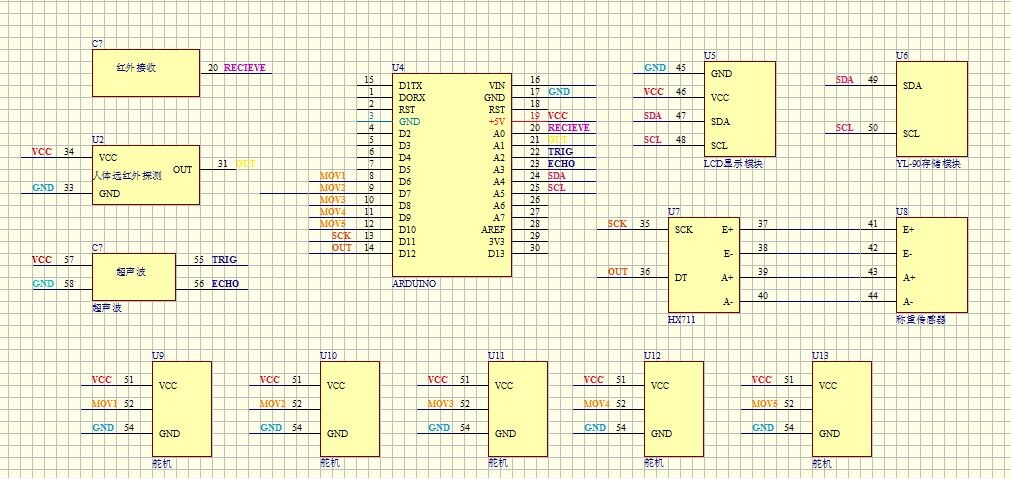 C?
红外接收
20 RECIEVE
U2
VCC 34
VCC
人体远红外探测
OUT
31 OUT
GND 33
GND
C?
VCC 57
超声波
55 TRIG
GND 58
56 ECHO
超声波
U4
15 D1TX VIN 16
1 DORX GND 17 GND
2 RST RST 18
3 GND +5V 19 VCC
4 D2 A0 20 RECIEVE
5 D3 A1 21 OUT
6 D4 A2 22 TRIG
7 D5 A3 23 ECHO
MOV1 8 D6 A4 24 SDA
MOV2 9 D7 A5 25 SCL
MOV3 10 D8 A6 26
MOV4 11 D9 A7 27
MOV5 12 D10 AREF 28
SCK 13 D11 3V3 29
OUT 14 D12 D13 30
ARDUINO
U5
GND 45 GND
VCC 46 VCC
SDA 47 SDA
SCL 48 SCL
LCD显示模块
U6
SDA 49 SDA
SCL 50 SCL
YL-90存储模块
U7
SCK 35 SCK E+ 37
E- 38
OUT 36 DT A+ 39
A- 40
HX711
U8
41 E+
42 E-
43 A+
44 A-
称重传感器
U9
VCC 51 VCC
MOV1 52
GND 54 GND
舵机
U10
VCC 51 VCC
MOV2 52
GND 54 GND
舵机
U11
VCC 51 VCC
MOV3 52
GND 54 GND
舵机
U12
VCC 51 VCC
MOV4 52
GND 54 GND
舵机
U13
VCC 51 VCC
MOV5 52
GND 54 GND
舵机